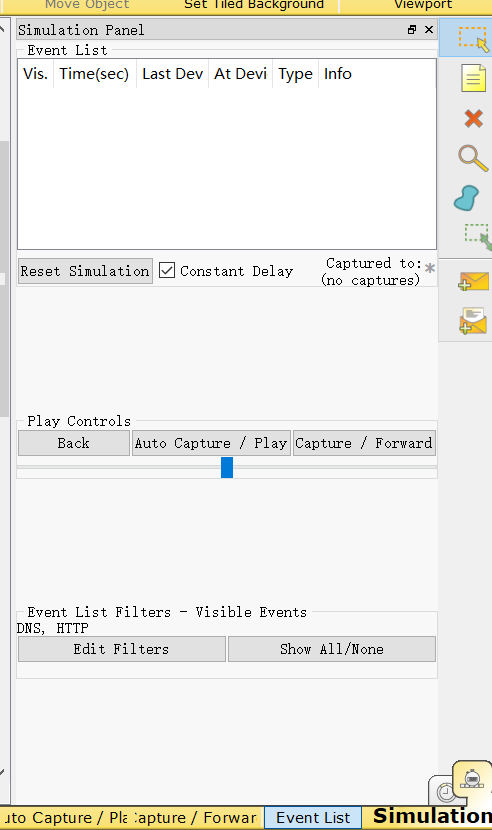 Move Object Set Tiled Background Viewport
Simulation Panel
Event List
Vis. Time(sec) Last Dev At Devi Type Info
Reset Simulation Constant Delay Captured to:
(no captures)
*
Play Controls
Back Auto Capture / Play Capture / Forward
Event List Filters - Visible Events
DNS, HTTP
Edit Filters Show All/None
uto Capture / Pla apture / Forwar Event List Simulation